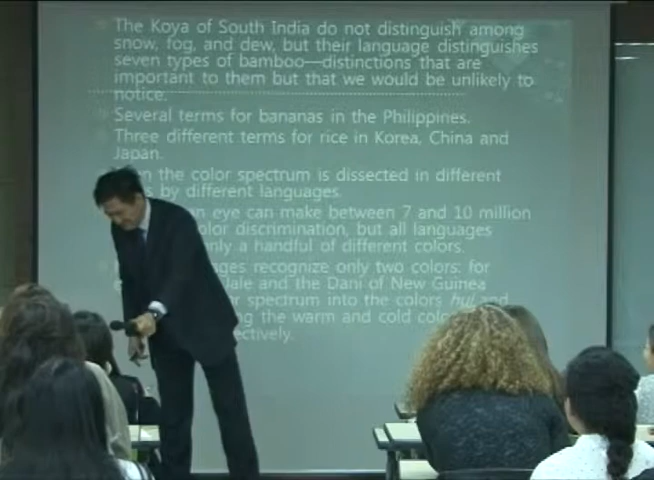 The Koya of South India do not distinguish among
snow, fog, and dew, but their language distinguishes
seven types of bamboo—distinctions that are
important to them but that we would be unlikely to
notice.
Several terms for bananas in the Philippines.
Three different terms for rice in Korea, China and
Japan.
the color spectrum is dissected in different
by different languages.
eye can make between 7 and 10 million
color discrimination, but all languages
only a handful of different colors.
recognize only two colors: for
Jale and the Dani of New Guinea
spectrum into the colors
the warm and cold